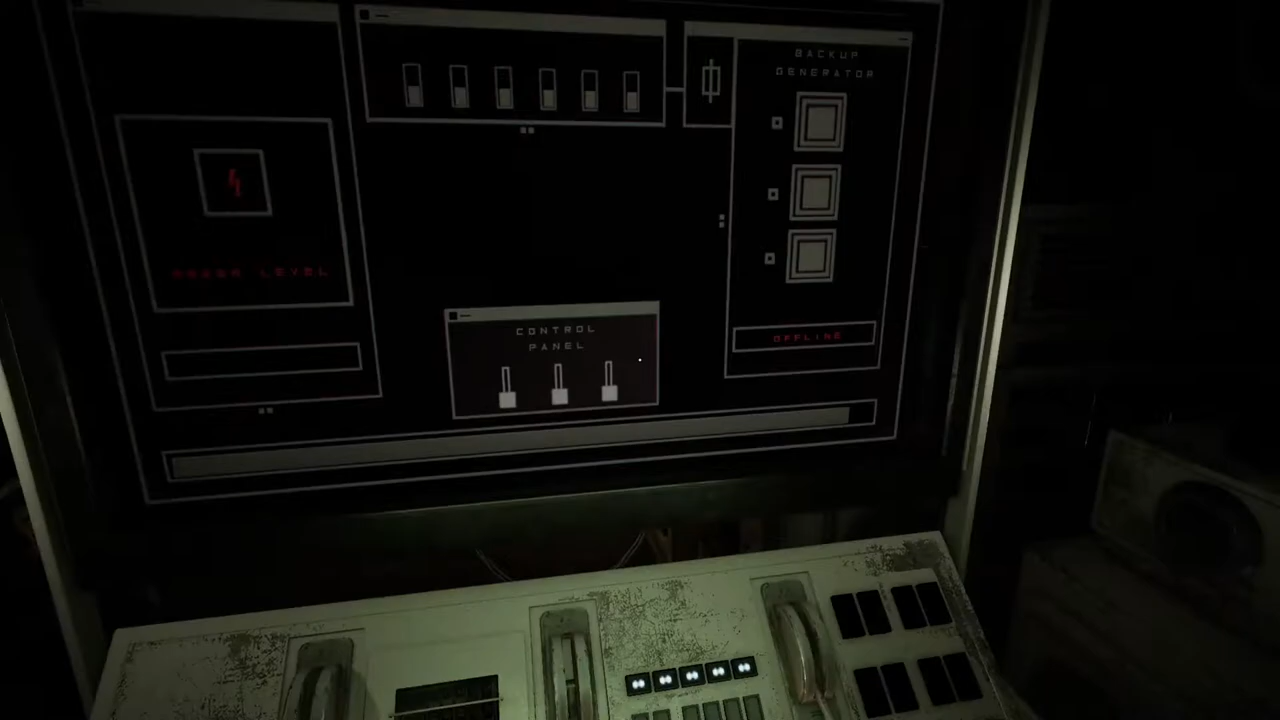 BACKUP
GENERATOR
POWER LEVEL
CONTROL
PANEL
OFFLINE